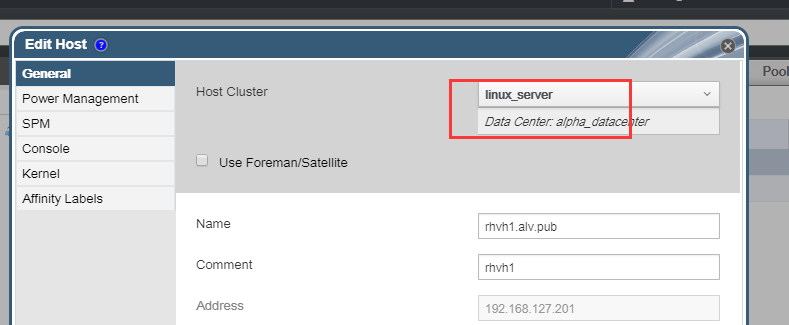 Edit Host ?
Pool
General
Power Management
SPM
Console
Kernel
Affinity Labels
Host Cluster
linux_server
Data Center: alpha_datacenter
Use Foreman/Satellite
Name
rhvh1.alv.pub
Comment
rhvh1
Address
192.168.127.201